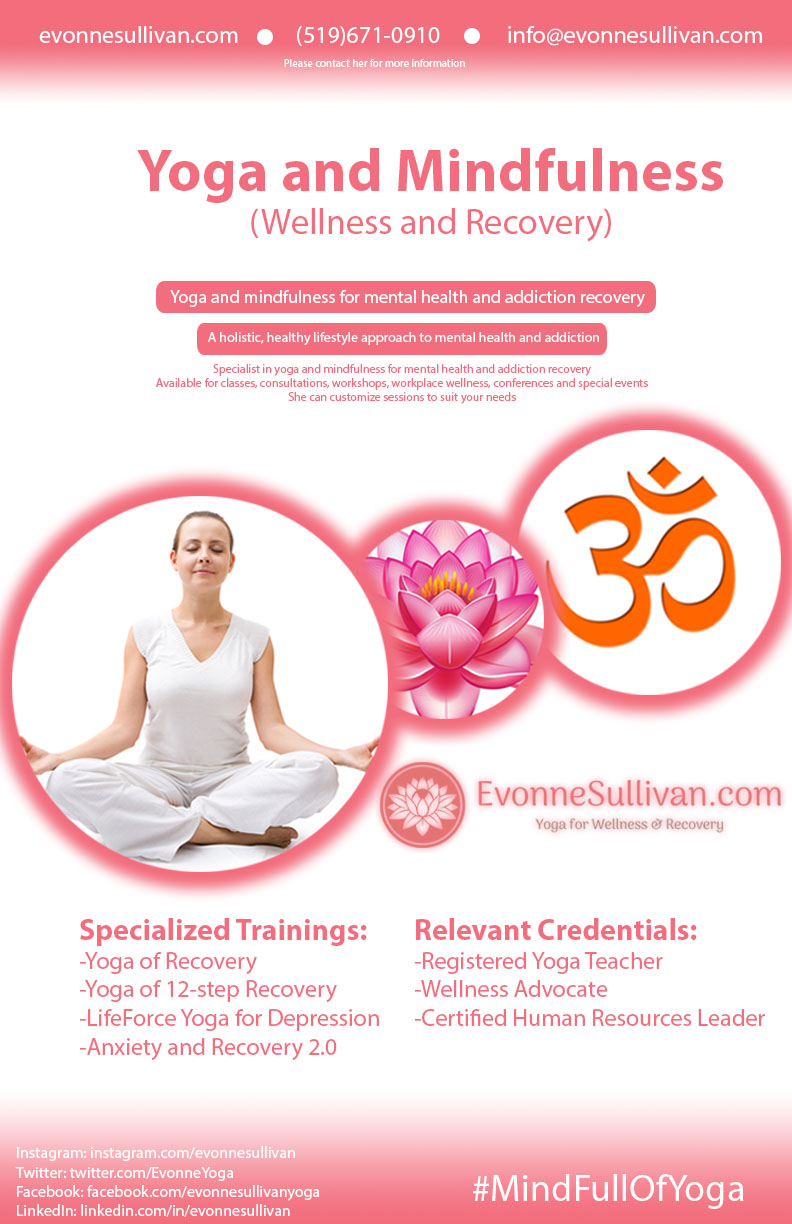 evonnesullivan.com ● (519)671-0910 ● info@evonnesullivan.com
Please contact her for more information
Yoga and Mindfulness
(Wellness and Recovery)
Yoga and mindfulness for mental health and addiction recovery
A holistic, healthy lifestyle approach to mental health and addiction
Specialist in yoga and mindfulness for mental health and addiction recovery
Available for classes, consultations, workshops, workplace wellness, conferences and special events
She can customize sessions to suit your needs
ॐ
EvonneSullivan.com
Yoga for Wellness & Recovery
Specialized Trainings:
-Yoga of Recovery
-Yoga of 12-step Recovery
-LifeForce Yoga for Depression
-Anxiety and Recovery 2.0
Relevant Credentials:
-Registered Yoga Teacher
-Wellness Advocate
-Certified Human Resources Leader
Instagram: instagram.com/evonnesullivan
Twitter: twitter.com/EvonneYoga
Facebook: facebook.com/evonnesullivanyoga
LinkedIn: linkedin.com/in/evonnesullivan
#MindFullOfYoga